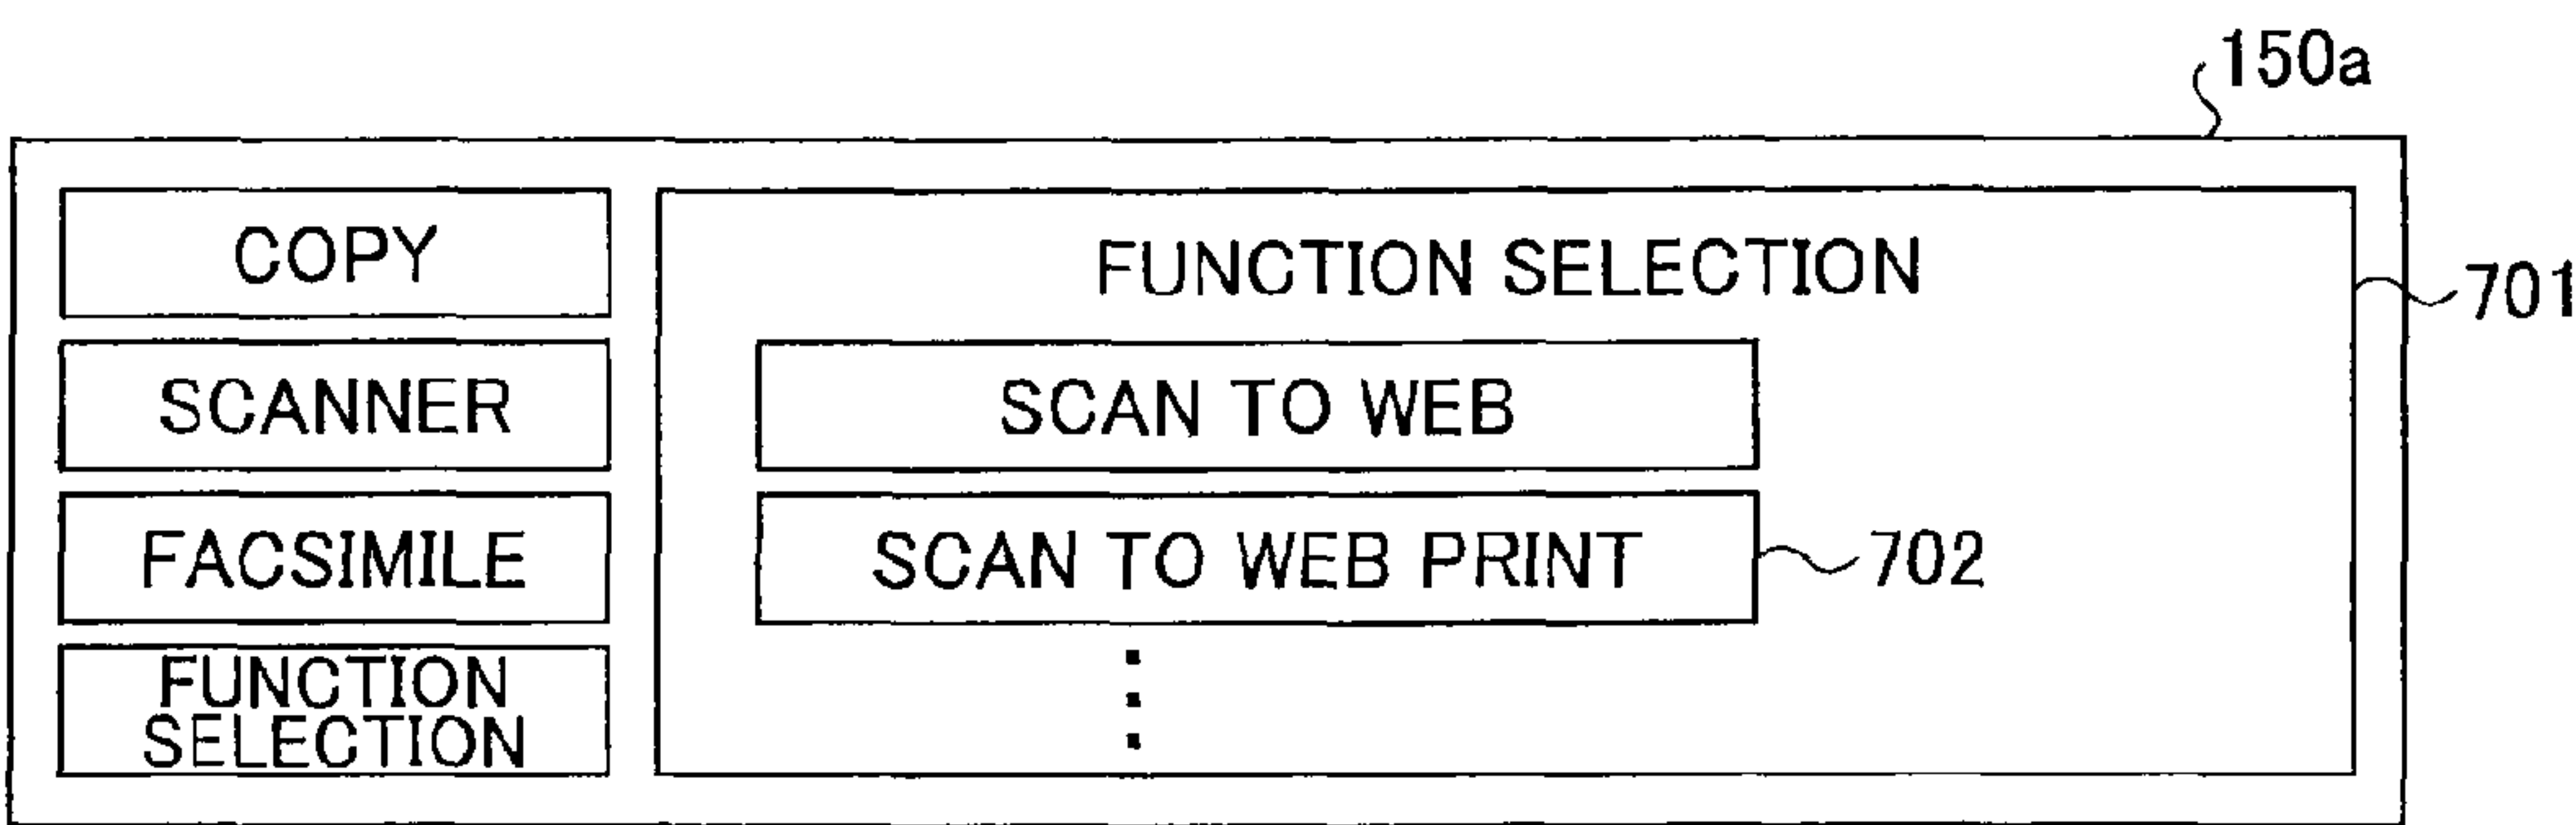 150a
COPY
SCANNER
FACSIMILE
FUNCTION
SELECTION
FUNCTION SELECTION
701
SCAN TO WEB
SCAN TO WEB PRINT
702